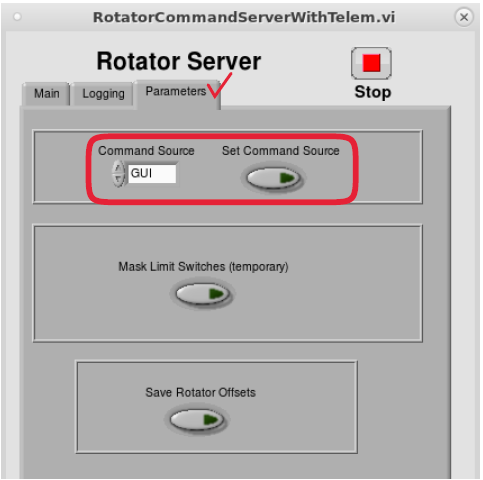 RotatorCommandServerWithTelem.vi
Rotator Server
Stop
Main Logging Parameters
Command Source Set Command Source
GUI
Mask Limit Switches (temporary)
Save Rotator Offsets